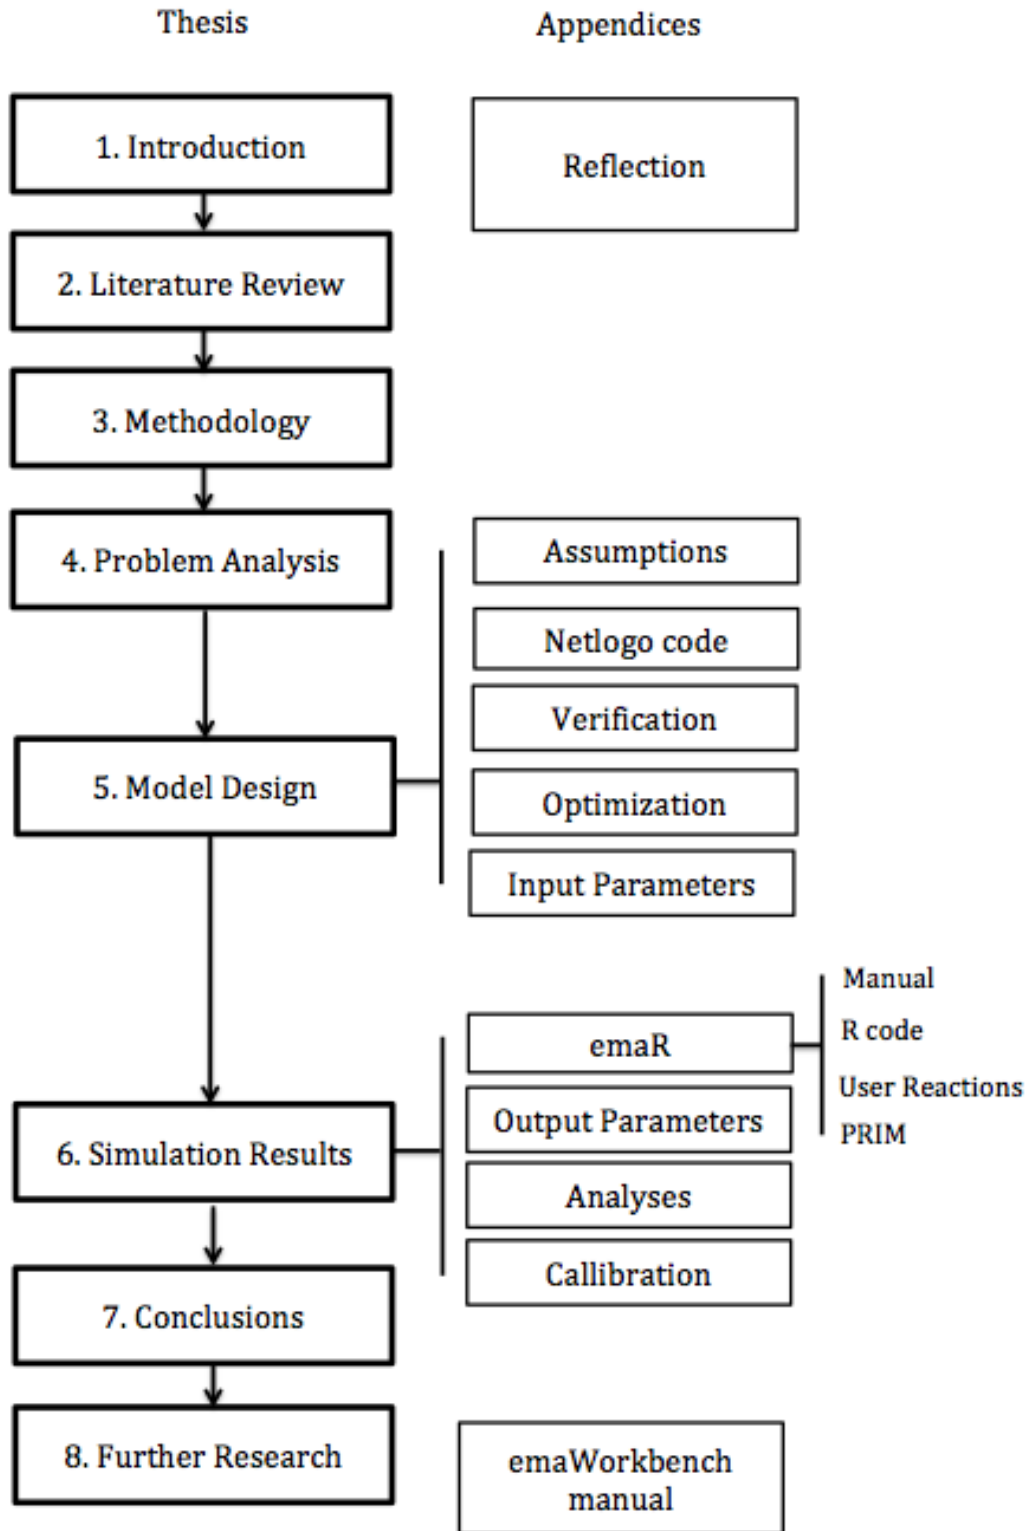 Thesis
Appendices
1. Introduction
Reflection
2. Literature Review
3. Methodology
4. Problem Analysis
Assumptions
Netlogo code
Verification
5. Model Design
Optimization
Input Parameters
emaR
Manual
R code
User Reactions
PRIM
Output Parameters
6. Simulation Results
Analyses
Callibration
7. Conclusions
8. Further Research
emaWorkbench
manual